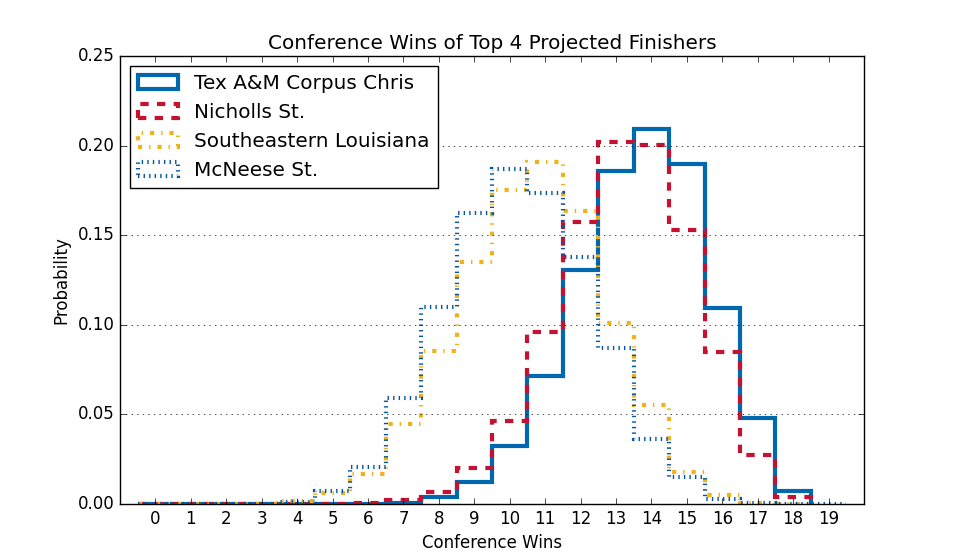 Conference Wins of Top 4 Projected Finishers
0.25
0.20
0.15
0.10
0.05
0.00
Probability
Tex A&M Corpus Chris
Nicholls St.
Southeastern Louisiana
McNeese St.
0 1 2 3 4 5 6 7 8 9 10 11 12 13 14 15 16 17 18 19
Conference Wins